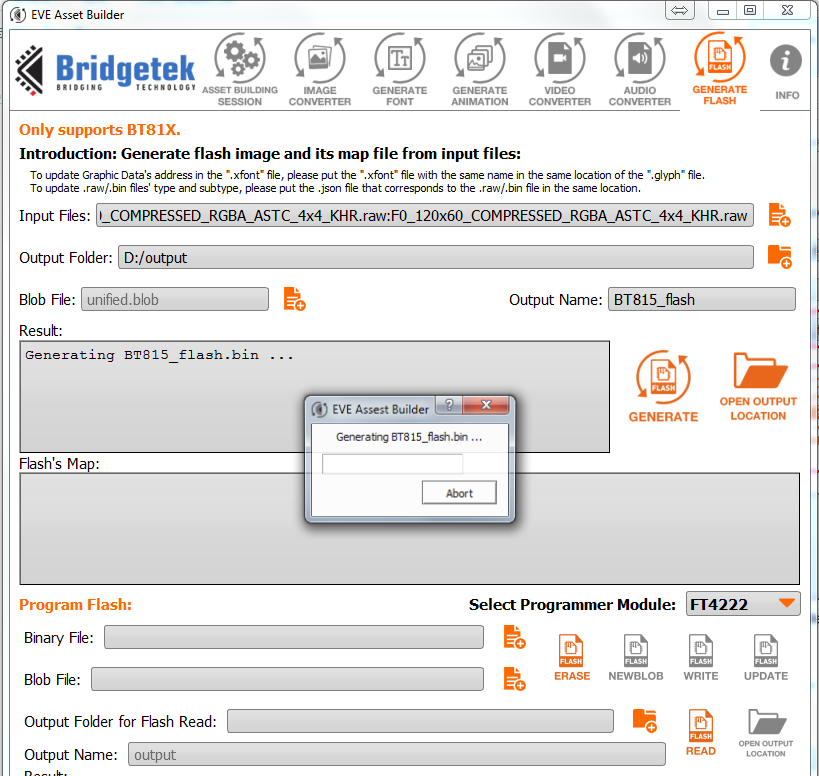 EVE Asset Builder
Bridgetek
BRIDGING TECHNOLOGY
ASSET BUILDING SESSION
IMAGE CONVERTER
GENERATE FONT
GENERATE ANIMATION
VIDEO CONVERTER
AUDIO CONVERTER
FLASH
GENERATE FLASH
INFO
Only supports BT81X.
Introduction: Generate flash image and its map file from input files:
To update Graphic Data's address in the ".xfont" file, please put the ".xfont" file with the same name in the same location of the ".glyph" file.
To update .raw/.bin files' type and subtype, please put the .json file that corresponds to the .raw/.bin file in the same location.
Input Files: _COMPRESSED_RGBA_ASTC_4x4_KHR.raw:F0_120x60_COMPRESSED_RGBA_ASTC_4x4_KHR.raw
Output Folder: D:/output
Blob File: unified.blob
Output Name: BT815_flash
Result:
Generating BT815_flash.bin ...
FLASH
GENERATE
OPEN OUTPUT LOCATION
EVE Assest Builder
?
Generating BT815_flash.bin ...
Abort
Flash's Map:
Program Flash:
Select Programmer Module: FT4222
Binary File:
Blob File:
FLASH
ERASE
FLASH
NEWBLOB
FLASH
WRITE
FLASH
UPDATE
Output Folder for Flash Read:
FLASH
READ
OPEN OUTPUT LOCATION
Output Name: output
Result: